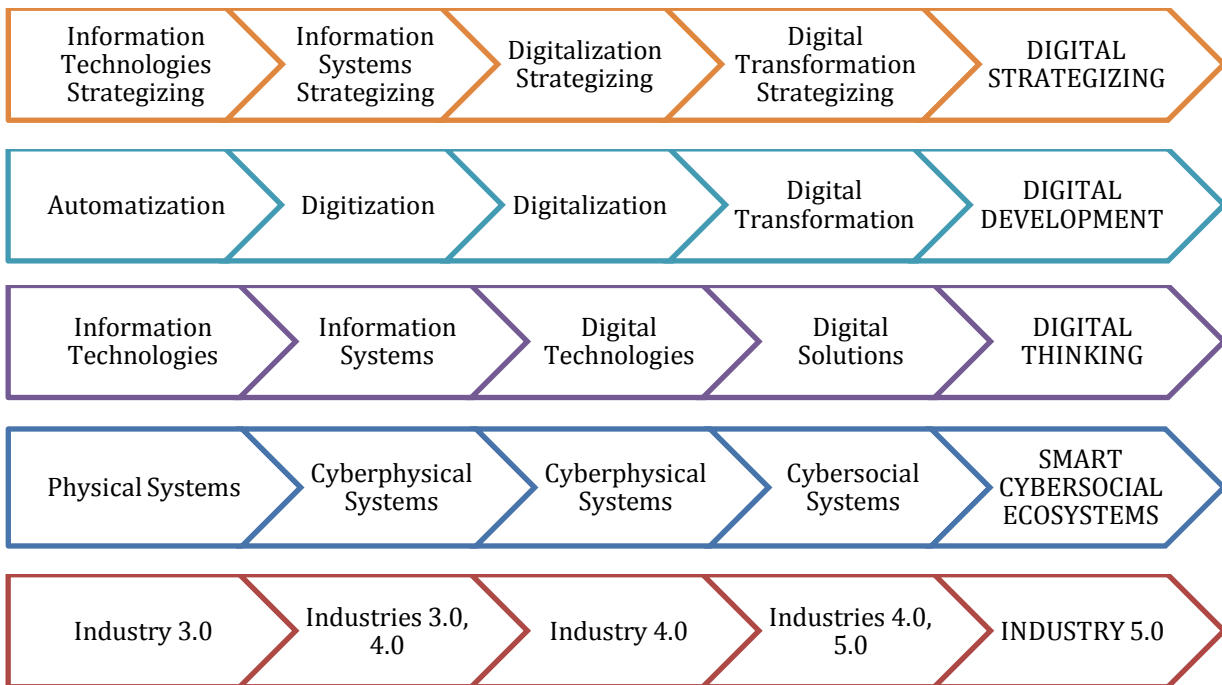 Information
Technologies
Strategizing
Information
Systems
Strategizing
Digitalization
Strategizing
Digital
Transformation
Strategizing
DIGITAL
STRATEGIZING
Automatization
Digitization
Digitalization
Digital
Transformation
DIGITAL
DEVELOPMENT
Information
Technologies
Information
Systems
Digital
Technologies
Digital
Solutions
DIGITAL
THINKING
Physical Systems
Cyberphysical
Systems
Cyberphysical
Systems
Cybersocial
Systems
SMART
CYBERSOCIAL
ECOSYSTEMS
Industry 3.0
Industries 3.0,
4.0
Industry 4.0
Industries 4.0,
5.0
INDUSTRY 5.0